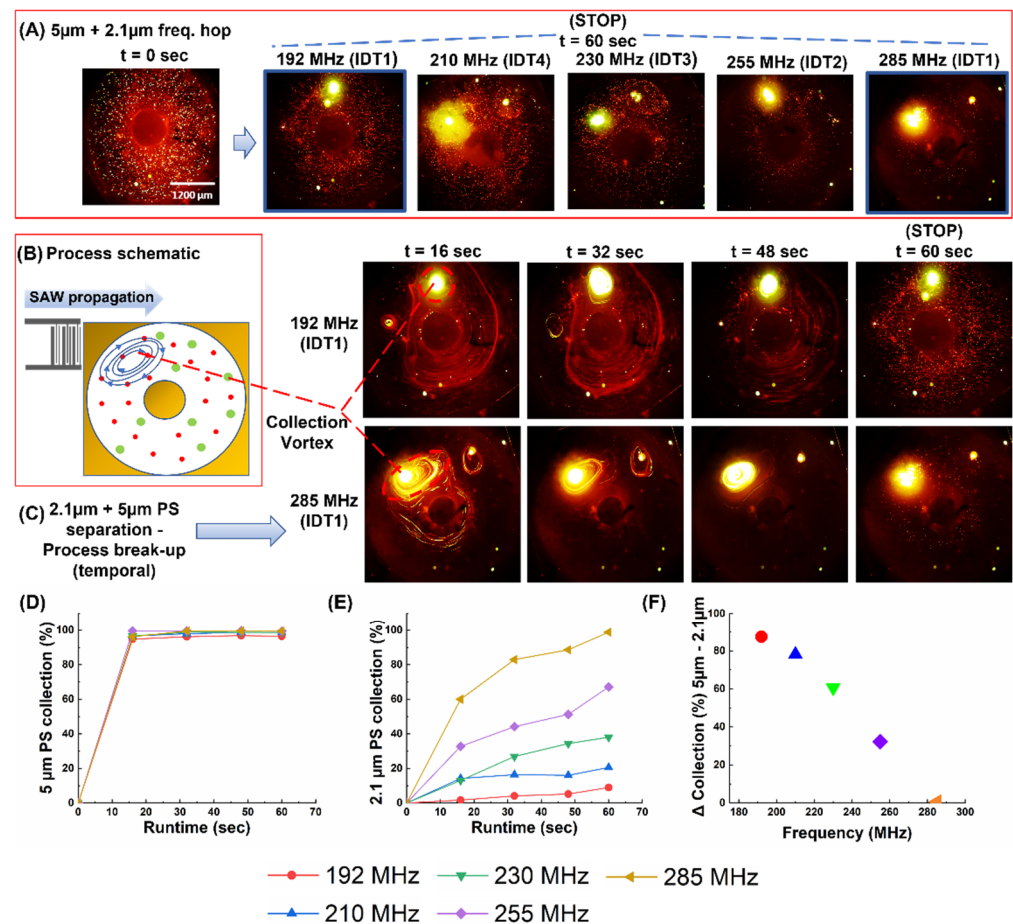 (A) 5μm + 2.1μm freq. hop
t = 0 sec
(STOP)
t = 60 sec
192 MHz (IDT1)
210 MHz (IDT4)
230 MHz (IDT3)
255 MHz (IDT2)
285 MHz (IDT1)
1200 μm
(B) Process schematic
SAW propagation
t = 16 sec
t = 32 sec
t = 48 sec
(STOP)
t = 60 sec
192 MHz
(IDT1)
Collection
Vortex
285 MHz
(IDT1)
(C) 2.1μm + 5μm PS
separation -
Process break-up
(temporal)
(D)
5 μm PS collection (%)
100
80
60
40
20
0
0 10 20 30 40 50 60 70
Runtime (sec)
(E)
2.1 μm PS collection (%)
100
80
60
40
20
0
0 10 20 30 40 50 60 70
Runtime (sec)
(F)
Δ Collection (%) 5μm - 2.1μm
100
80
60
40
20
0
180 200 220 240 260 280 300
Frequency (MHz)
192 MHz
230 MHz
285 MHz
210 MHz
255 MHz